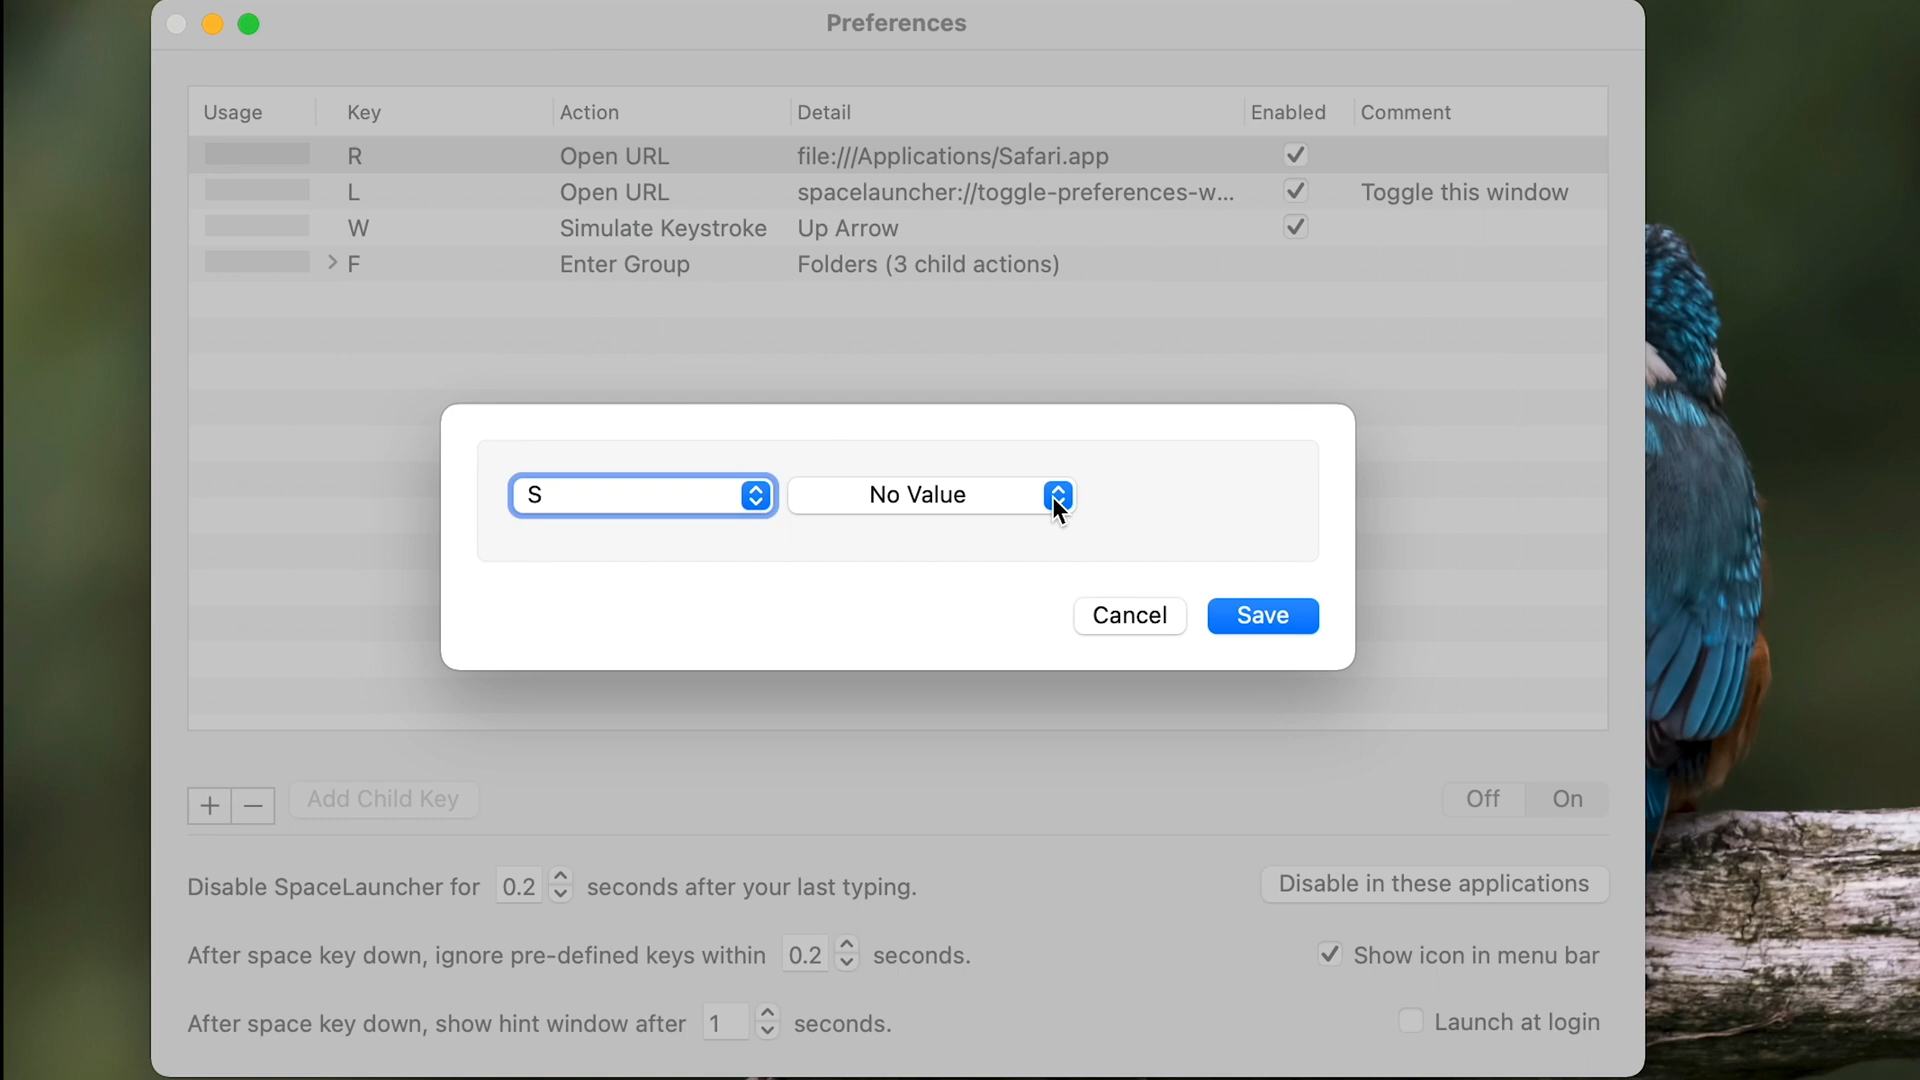 Preferences
Usage Key Action Detail Enabled Comment
R Open URL file:///Applications/Safari.app
L Open URL spacelauncher://toggle-preferences-w... Toggle this window
W Simulate Keystroke Up Arrow
F Enter Group Folders (3 child actions)
S No Value
Cancel Save
Add Child Key Off On
Disable SpaceLauncher for 0.2 seconds after your last typing. Disable in these applications
After space key down, ignore pre-defined keys within 0.2 seconds. Show icon in menu bar
After space key down, show hint window after 1 seconds. Launch at login